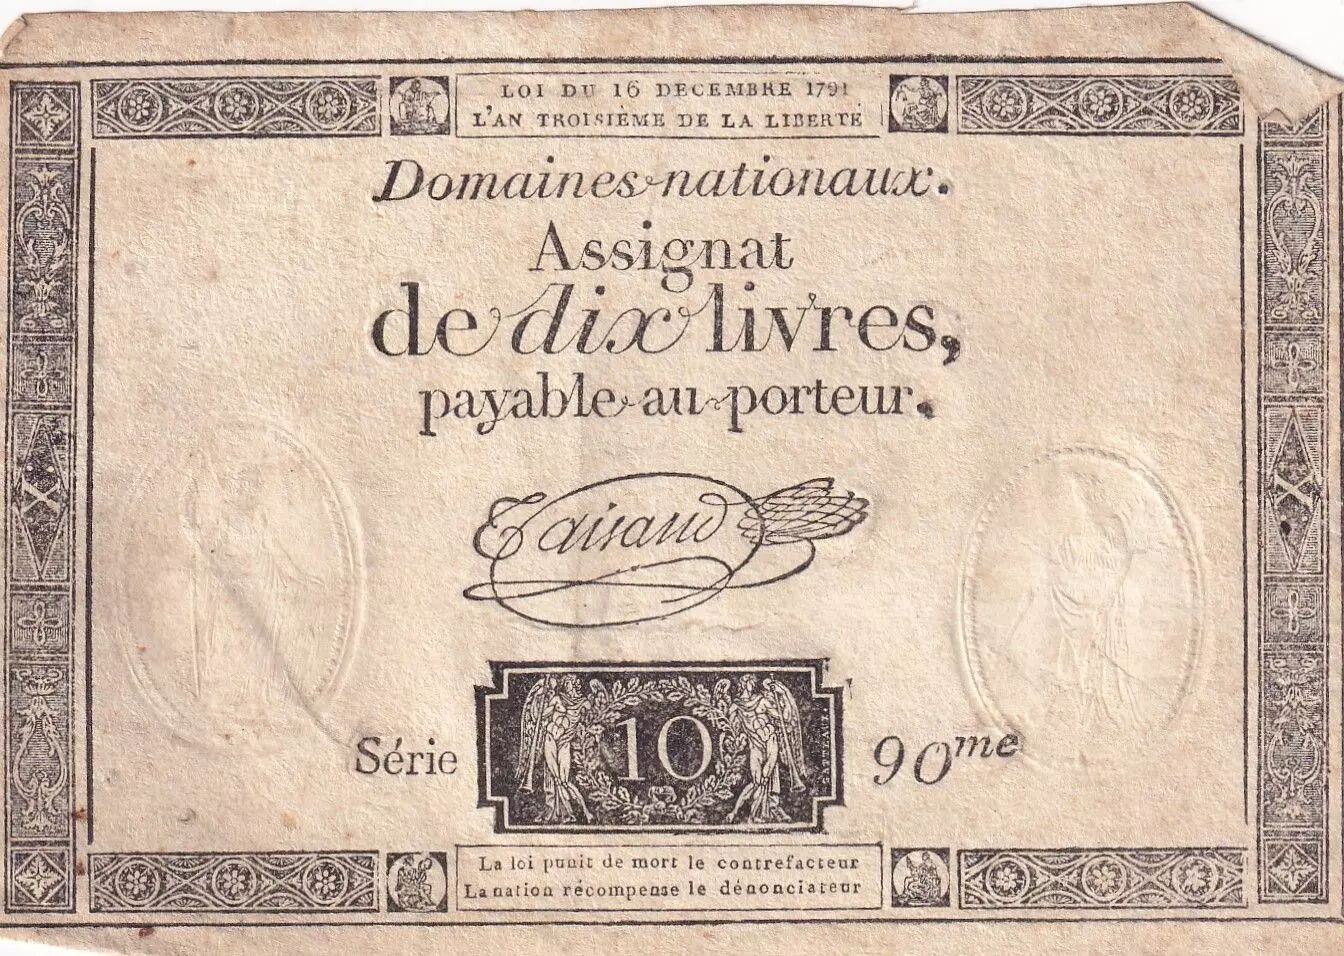 LOI DU 16 DECEMBRE 1791
L'AN TROISIÈME DE LA LIBERTÉ
Domaines nationaux.
Assignat
de dix livres,
payable au porteur.
Taisaud
Série 10 90me
La loi punit de mort le contrefacteur
La nation récompense le dénonciateur
X
X